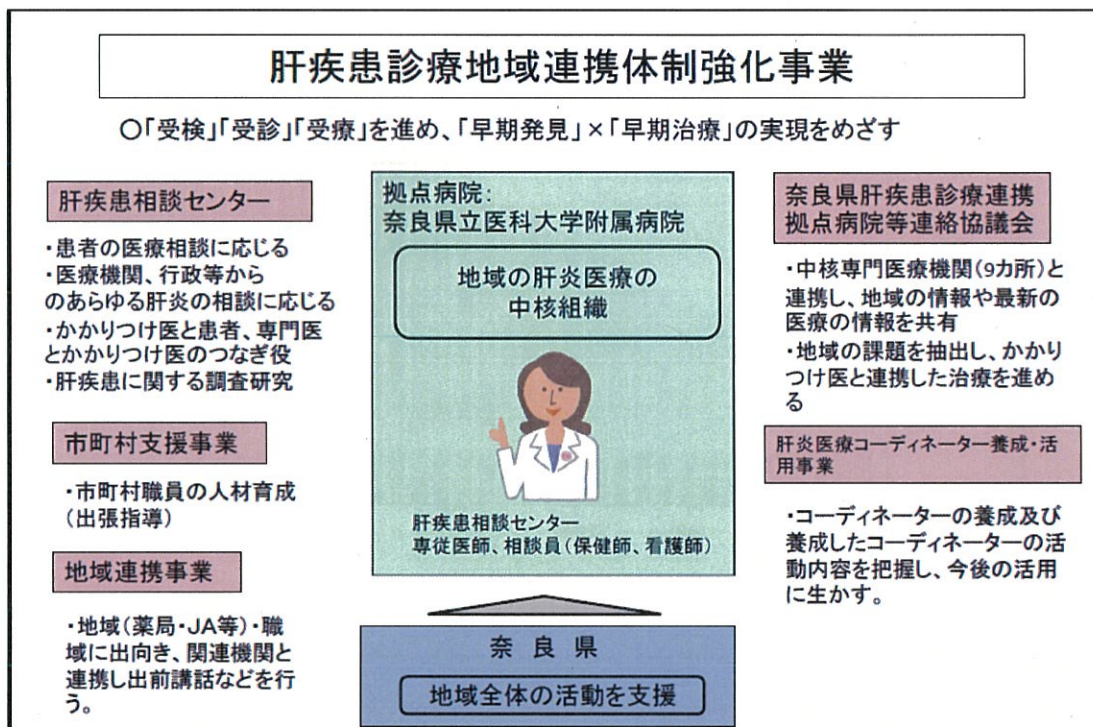 肝疾患診療地域連携体制強化事業
○「受検」「受診」「受療」を進め、「早期発見」×「早期治療」の実現をめざす
肝疾患相談センター
・患者の医療相談に応じる
・医療機関、行政等から
のあらゆる肝炎の相談に応じる
・かかりつけ医と患者、専門医
とかかりつけ医のつなぎ役
・肝疾患に関する調査研究
市町村支援事業
・市町村職員の人材育成
(出張指導)
地域連携事業
・地域(薬局・JA等)・職
域に出向き、関連機関と
連携し出前講話などを行
う。
拠点病院:
奈良県立医科大学附属病院
地域の肝炎医療の
中核組織
肝疾患相談センター
専従医師、相談員(保健師、看護師)
奈良県
地域全体の活動を支援
奈良県肝疾患診療連携
拠点病院等連絡協議会
・中核専門医療機関(9カ所)と
連携し、地域の情報や最新の
医療の情報を共有
・地域の課題を抽出し、かかり
つけ医と連携した治療を進め
る
肝炎医療コーディネーター養成・活
用事業
・コーディネーターの養成及び
養成したコーディネーターの活
動内容を把握し、今後の活用
に生かす。